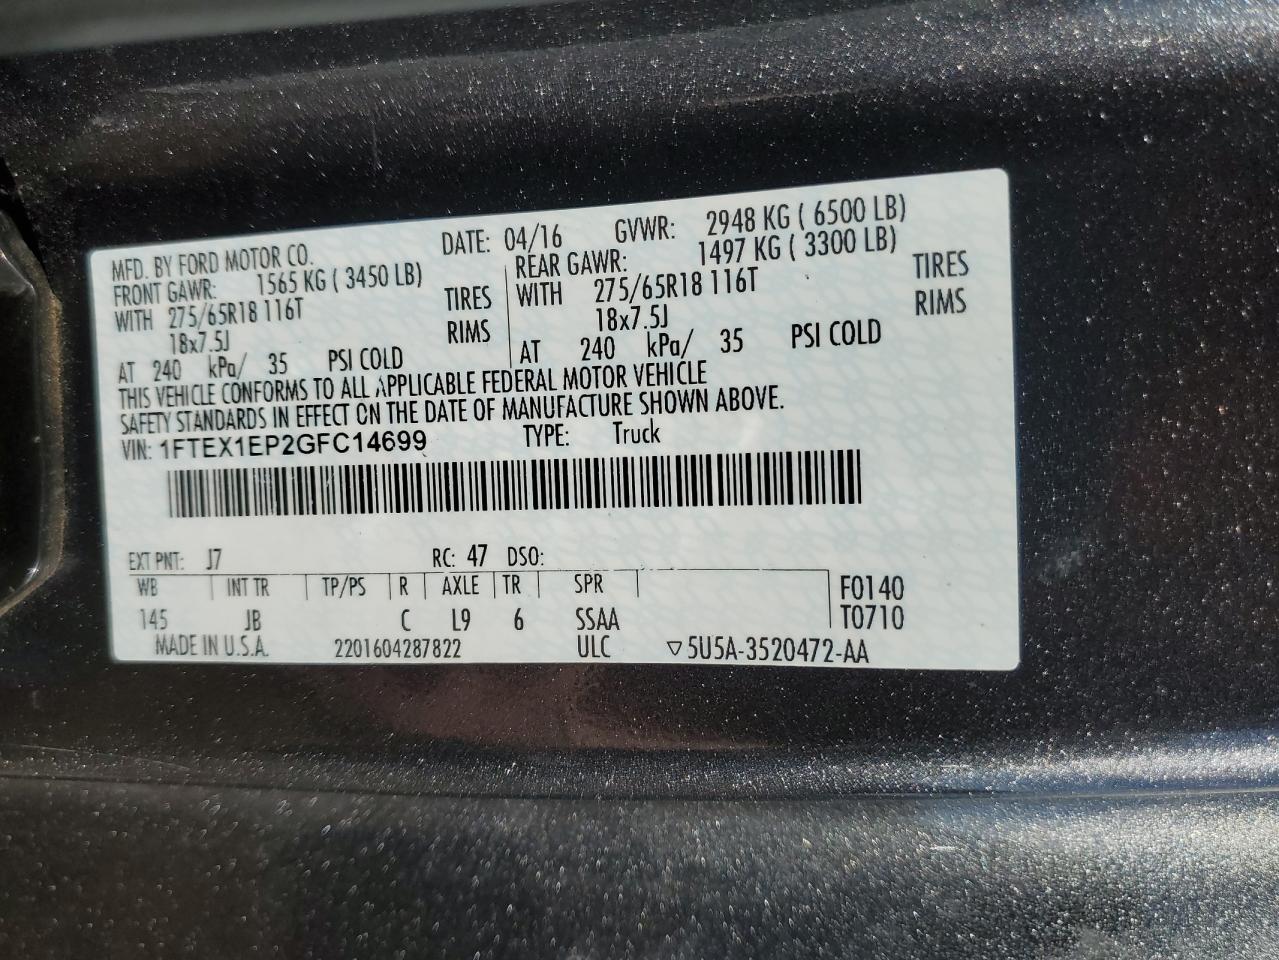 MFD. BY FORD MOTOR CO. DATE: 04/16 GVWR: 2948 KG ( 6500 LB)
FRONT GAWR: 1565 KG ( 3450 LB) REAR GAWR: 1497 KG ( 3300 LB)
WITH 275/65R18 116T TIRES WITH 275/65R18 116T TIRES
18x7.5J RIMS 18x7.5J RIMS
AT 240 kPa/ 35 PSI COLD AT 240 kPa/ 35 PSI COLD
THIS VEHICLE CONFORMS TO ALL APPLICABLE FEDERAL MOTOR VEHICLE
SAFETY STANDARDS IN EFFECT ON THE DATE OF MANUFACTURE SHOWN ABOVE.
VIN: 1FTEX1EP2GFC14699 TYPE: Truck
EXT PNT: J7 RC: 47 DSO:
WB INT TR TP/PS R AXLE TR SPR F0140
145 JB C L9 6 SSAA T0710
MADE IN U.S.A. 2201604287822 ULC ▽5U5A-3520472-AA